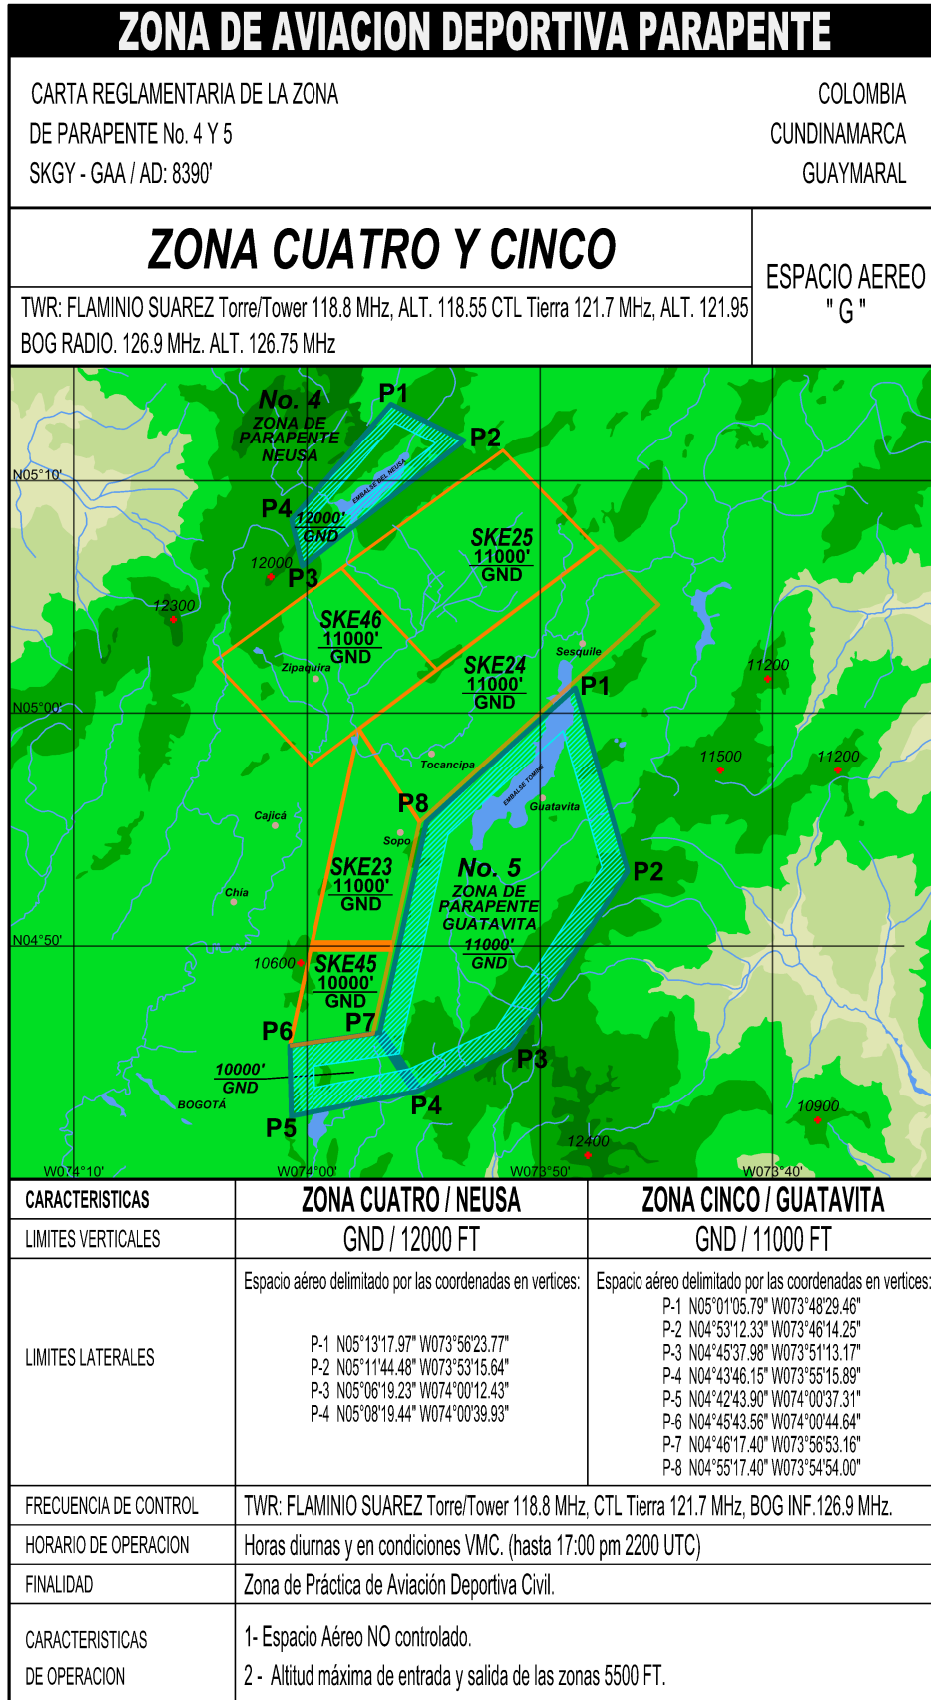 ZONA DE AVIACION DEPORTIVA PARAPENTE
CARTA REGLAMENTARIA DE LA ZONA
DE PARAPENTE No. 4 Y 5
SKGY - GAA / AD: 8390'
COLOMBIA
CUNDINAMARCA
GUAYMARAL
ZONA CUATRO Y CINCO
TWR: FLAMINIO SUAREZ Torre/Tower 118.8 MHz, ALT. 118.55 CTL Tierra 121.7 MHz, ALT. 121.95
BOG RADIO. 126.9 MHz. ALT. 126.75 MHz
ESPACIO AEREO
" G "
P1
No. 4
ZONA DE
PARAPENTE
NEUSA
P2
EMBALSE DEL NEUSA
N05°10'
P4
12000'
GND
P3
12000
12300
SKE25
11000'
GND
SKE46
11000'
GND
Zipaquira
SKE24
11000'
GND
Sesquile
P1
11200
N05°00'
Tocancipa
11500
11200
EMBALSE TOMINE
Guatavita
P8
Cajicá
Sopo
SKE23
11000'
GND
No. 5
ZONA DE
PARAPENTE
GUATAVITA
11000'
GND
P2
Chía
N04°50'
10600
SKE45
10000'
GND
P6
P7
P3
10000'
GND
BOGOTÁ
P5
P4
10900
12400
W074°10'
W074°00'
W073°50'
W073°40'
CARACTERISTICAS
ZONA CUATRO / NEUSA
ZONA CINCO / GUATAVITA
LIMITES VERTICALES
GND / 12000 FT
GND / 11000 FT
LIMITES LATERALES
Espacio aéreo delimitado por las coordenadas en vertices:
P-1 N05°13'17.97" W073°56'23.77"
P-2 N05°11'44.48" W073°53'15.64"
P-3 N05°06'19.23" W074°00'12.43"
P-4 N05°08'19.44" W074°00'39.93"
Espacio aéreo delimitado por las coordenadas en vertices:
P-1 N05°01'05.79" W073°48'29.46"
P-2 N04°53'12.33" W073°46'14.25"
P-3 N04°45'37.98" W073°51'13.17"
P-4 N04°43'46.15" W073°55'15.89"
P-5 N04°42'43.90" W074°00'37.31"
P-6 N04°45'43.56" W074°00'44.64"
P-7 N04°46'17.40" W073°56'53.16"
P-8 N04°55'17.40" W073°54'54.00"
FRECUENCIA DE CONTROL
TWR: FLAMINIO SUAREZ Torre/Tower 118.8 MHz, CTL Tierra 121.7 MHz, BOG INF.126.9 MHz.
HORARIO DE OPERACION
Horas diurnas y en condiciones VMC. (hasta 17:00 pm 2200 UTC)
FINALIDAD
Zona de Práctica de Aviación Deportiva Civil.
CARACTERISTICAS
DE OPERACION
1- Espacio Aéreo NO controlado.
2 - Altitud máxima de entrada y salida de las zonas 5500 FT.